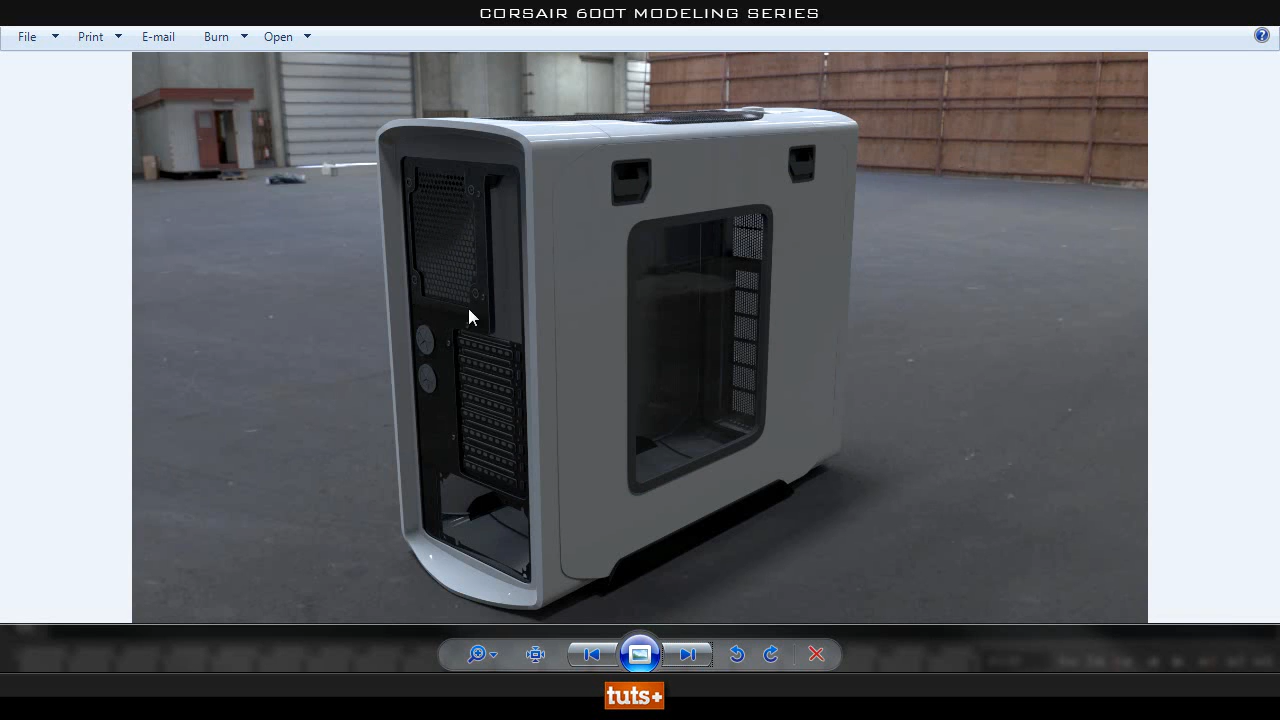 CORSAIR 600T MODELING SERIES
File Print E-mail Burn Open
tuts+